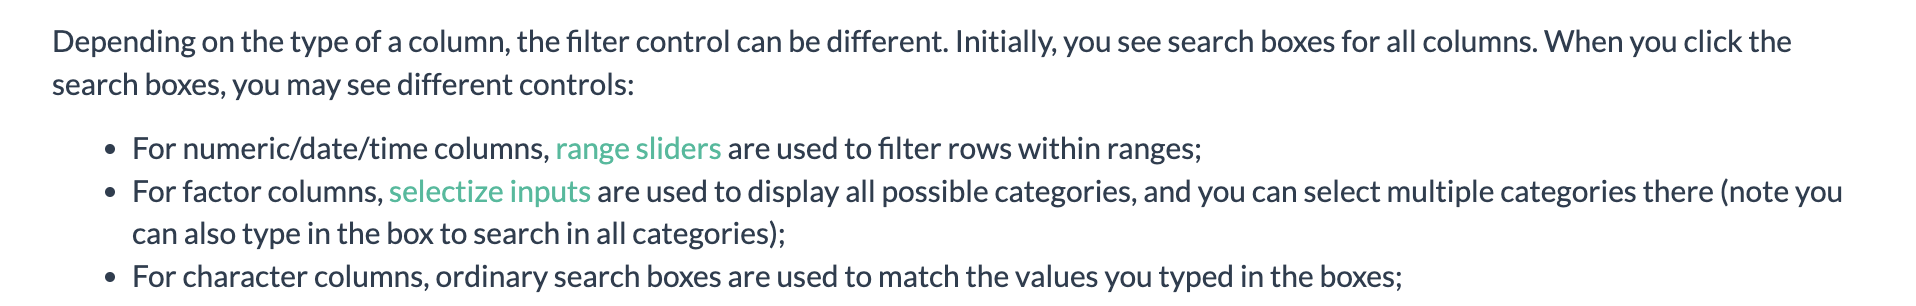 Depending on the type of a column, the filter control can be different. Initially, you see search boxes for all columns. When you click the
search boxes, you may see different controls:
• For numeric/date/time columns, range sliders are used to filter rows within ranges;
• For factor columns, selectize inputs are used to display all possible categories, and you can select multiple categories there (note you
can also type in the box to search in all categories);
• For character columns, ordinary search boxes are used to match the values you typed in the boxes;